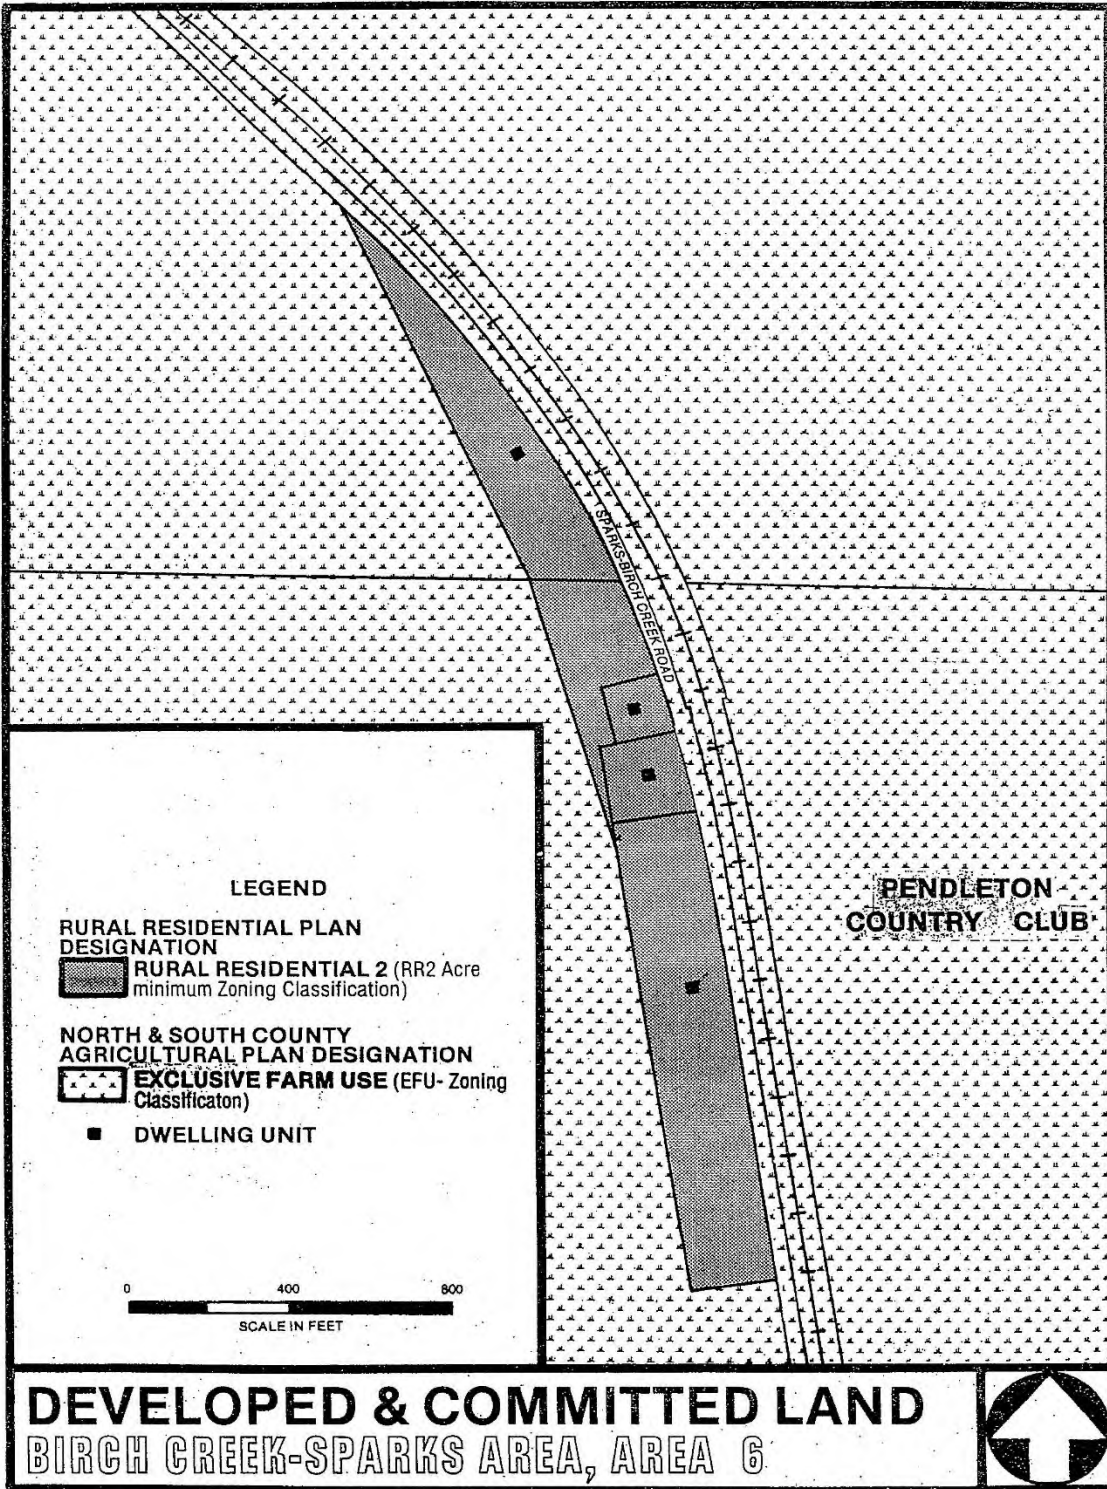 SPARKS-BIRCH CREEK ROAD
PENDLETON
COUNTRY CLUB
LEGEND
RURAL RESIDENTIAL PLAN
DESIGNATION
RURAL RESIDENTIAL 2 (RR2 Acre
minimum Zoning Classification)
NORTH & SOUTH COUNTY
AGRICULTURAL PLAN DESIGNATION
EXCLUSIVE FARM USE (EFU- Zoning
Classificaton)
DWELLING UNIT
0 400 800
SCALE IN FEET
DEVELOPED & COMMITTED LAND
BIRCH CREEK-SPARKS AREA, AREA 6